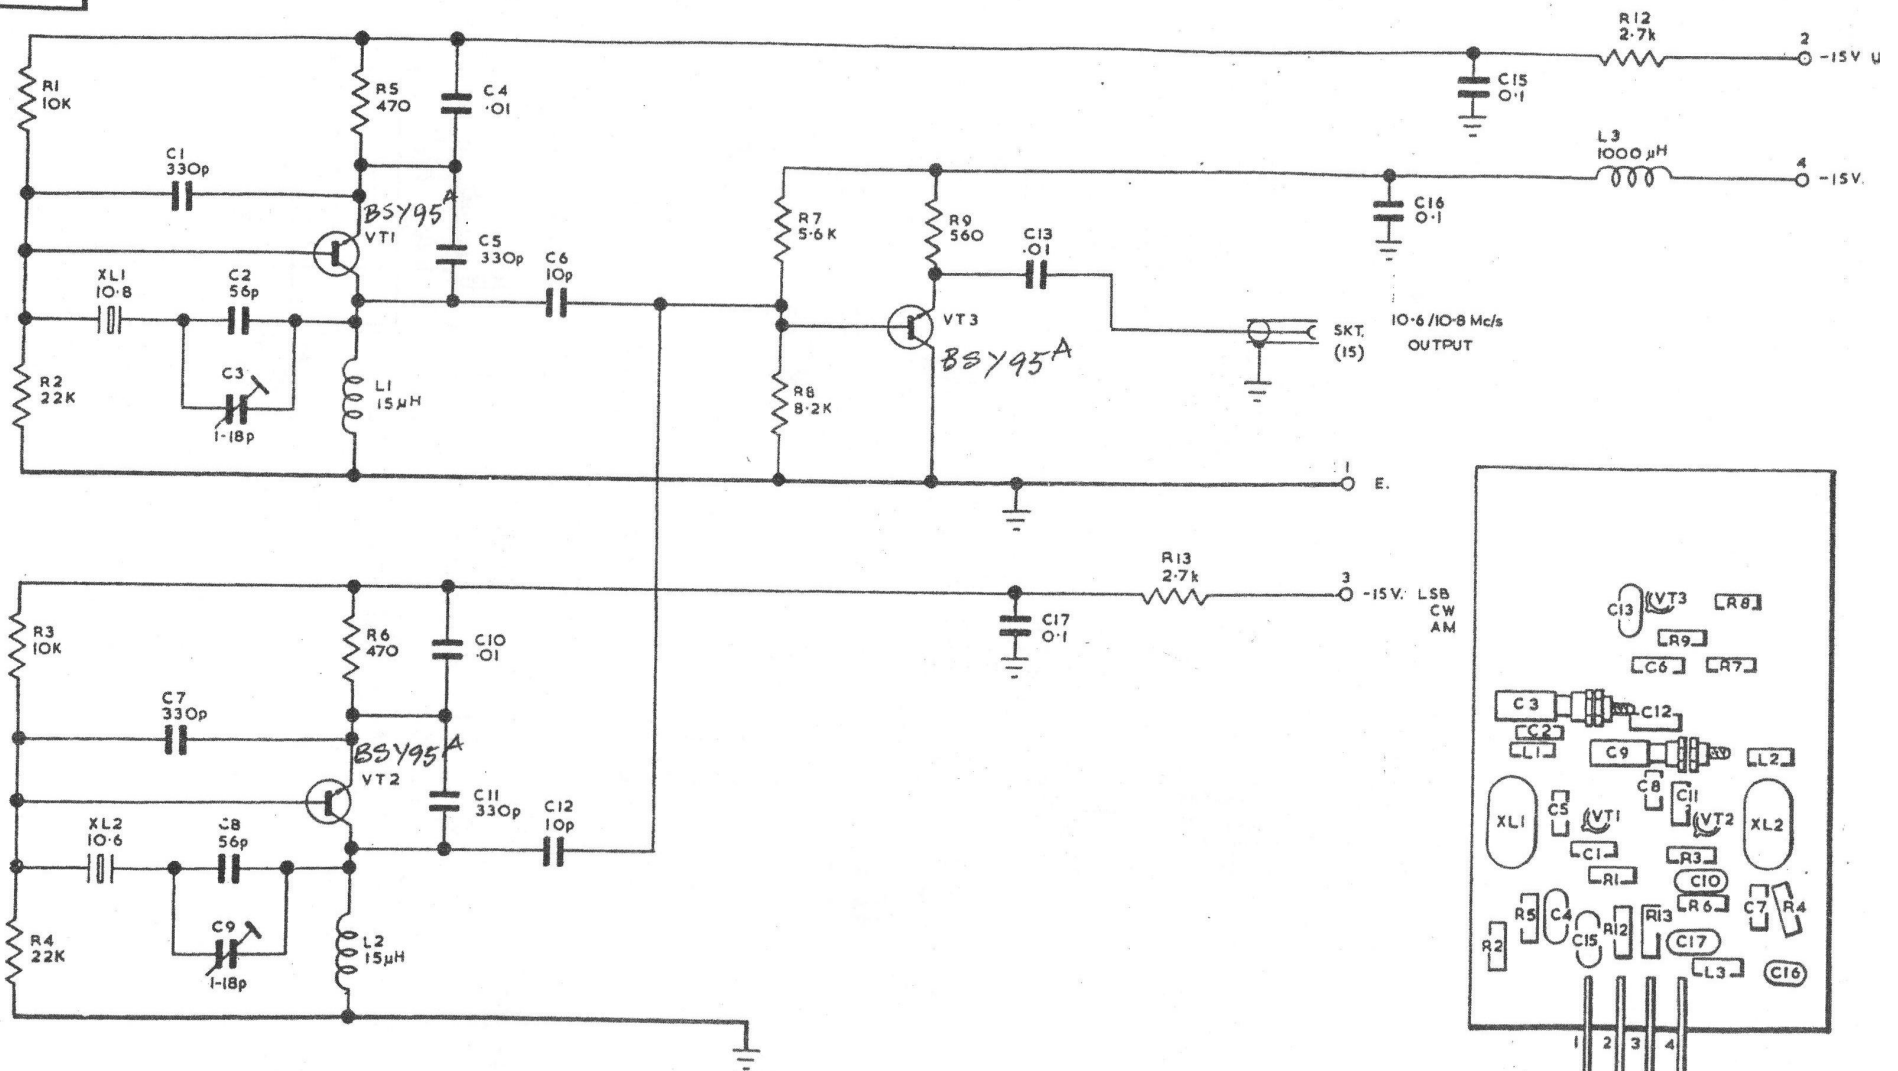 R12
2·7k
2
-15V U
R1
10K
R5
470
C4
·01
C15
0·1
L3
1000 µH
4
-15V.
C1
330p
BSY95A
VT1
C5
330p
C6
10p
R7
5·6K
R9
560
C13
·01
C16
0·1
XL1
10·8
C2
56p
VT3
BSY95A
SKT.
(15)
10·6/10·8 Mc/s
OUTPUT
R2
22K
C3
1-18p
L1
15µH
R8
8·2K
1
E.
R13
2·7k
3
-15V. LSB
CW
AM
R3
10K
R6
470
C10
·01
C17
0·1
C7
330p
BSY95A
VT2
C11
330p
C12
10p
XL2
10·6
C8
56p
R4
22K
C9
1-18p
L2
15µH
C13
VT3
R8
R9
C6
R7
C3
C12
C2
L1
C9
L2
C8
C11
XL1
C5
VT1
VT2
XL2
C1
R3
R1
C10
R5
C4
R6
C7
R4
R2
C15
R12
R13
C17
L3
C16
1
2
3
4